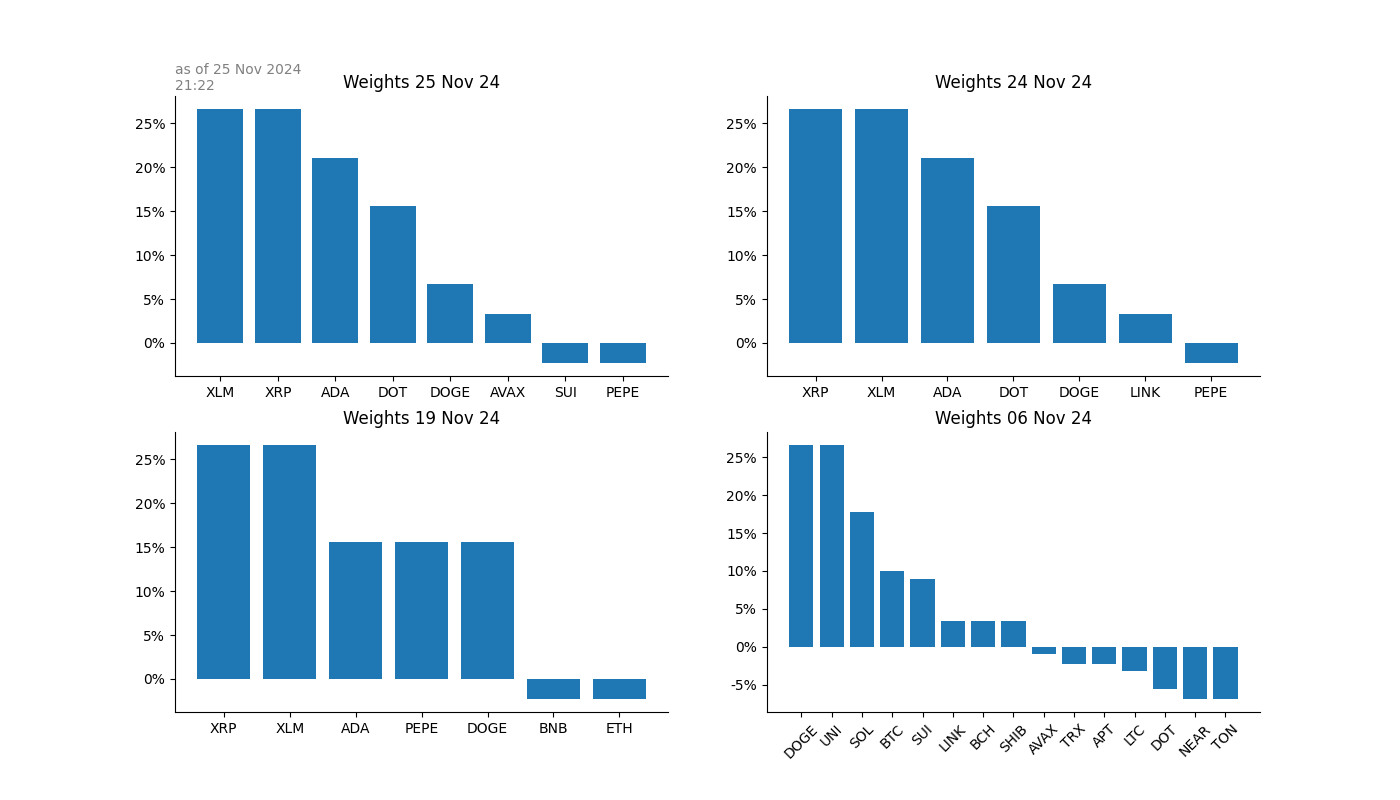 as of 25 Nov 2024
21:22
Weights 25 Nov 24
25%
20%
15%
10%
5%
0%
XLM XRP ADA DOT DOGE AVAX SUI PEPE
Weights 24 Nov 24
25%
20%
15%
10%
5%
0%
XRP XLM ADA DOT DOGE LINK PEPE
Weights 19 Nov 24
25%
20%
15%
10%
5%
0%
XRP XLM ADA PEPE DOGE BNB ETH
Weights 06 Nov 24
25%
20%
15%
10%
5%
0%
-5%
DOGE UNI SOL BTC SUI LINK BCH SHIB AVAX TRX APT LTC DOT NEAR TON